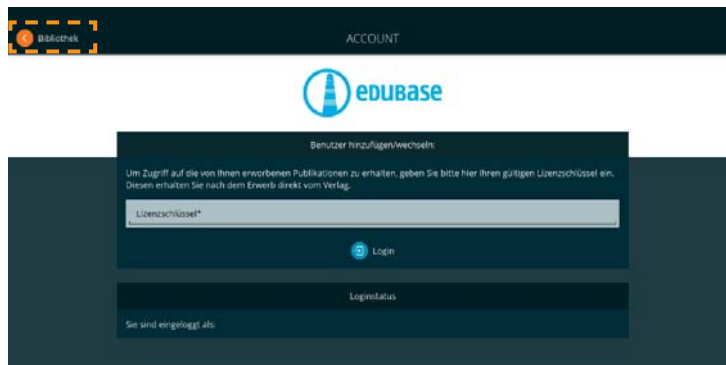 Bibliothek
ACCOUNT
eDUBase
Benutzer hinzufügen/wechseln:
Um Zugriff auf die von Ihnen erworbenen Publikationen zu erhalten, geben Sie bitte hier Ihren gültigen Lizenzschlüssel ein.
Diesen erhalten Sie nach dem Erwerb direkt vom Verlag.
Lizenzschlüssel*
Login
Loginstatus
Sie sind eingeloggt als: